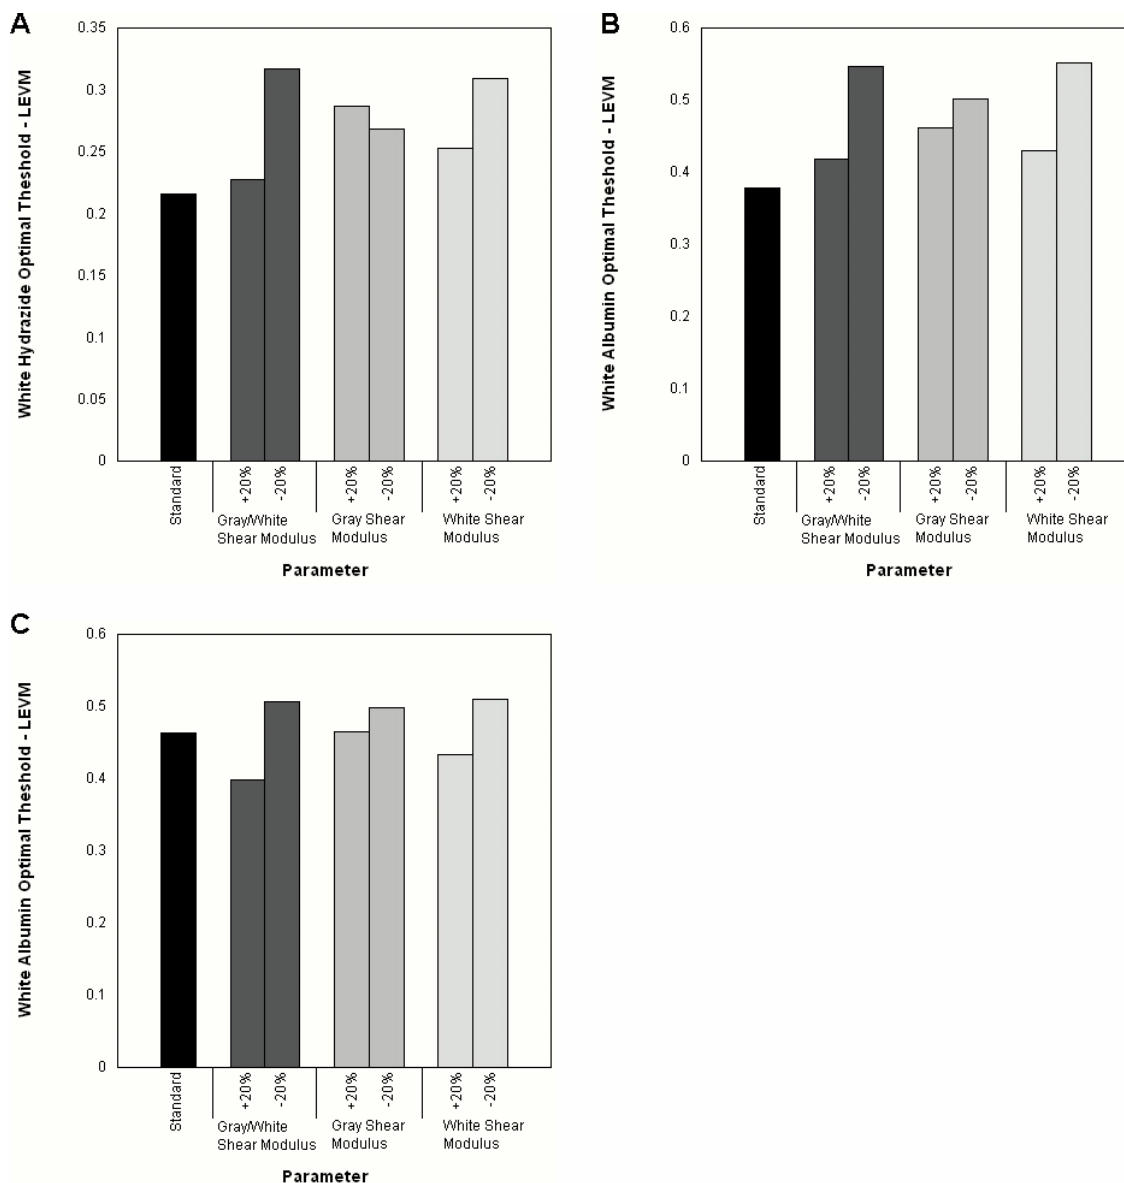 A
White Hydrazide Optimal Threshold - LEVM
0.35
0.3
0.25
0.2
0.15
0.1
0.05
0
Standard
+20%
-20%
+20%
-20%
+20%
-20%
Gray/White
Shear Modulus
Gray Shear
Modulus
White Shear
Modulus
Parameter
B
White Albumin Optimal Threshold - LEVM
0.6
0.5
0.4
0.3
0.2
0.1
0
Standard
+20%
-20%
+20%
-20%
+20%
-20%
Gray/White
Shear Modulus
Gray Shear
Modulus
White Shear
Modulus
Parameter
C
White Albumin Optimal Theshold - LEVM
0.6
0.5
0.4
0.3
0.2
0.1
0
Standard
+20%
-20%
+20%
-20%
+20%
-20%
Gray/White
Shear Modulus
Gray Shear
Modulus
White Shear
Modulus
Parameter